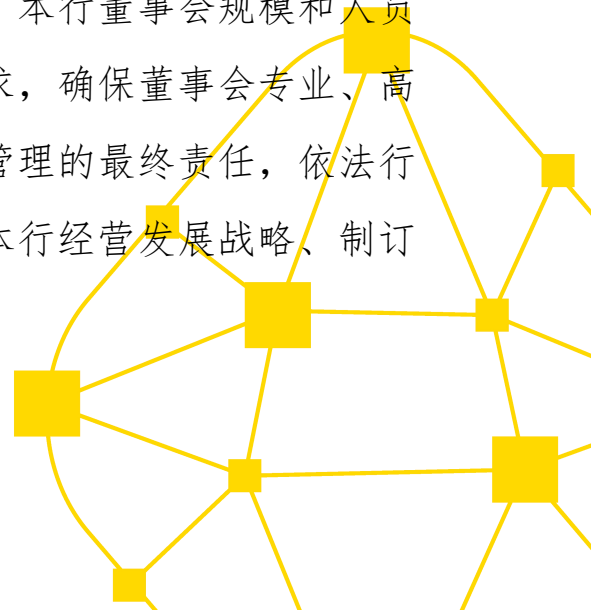 本行董事会规模和人员
求，确保董事会专业、高
管理的最终责任，依法行
本行经营发展战略、制订